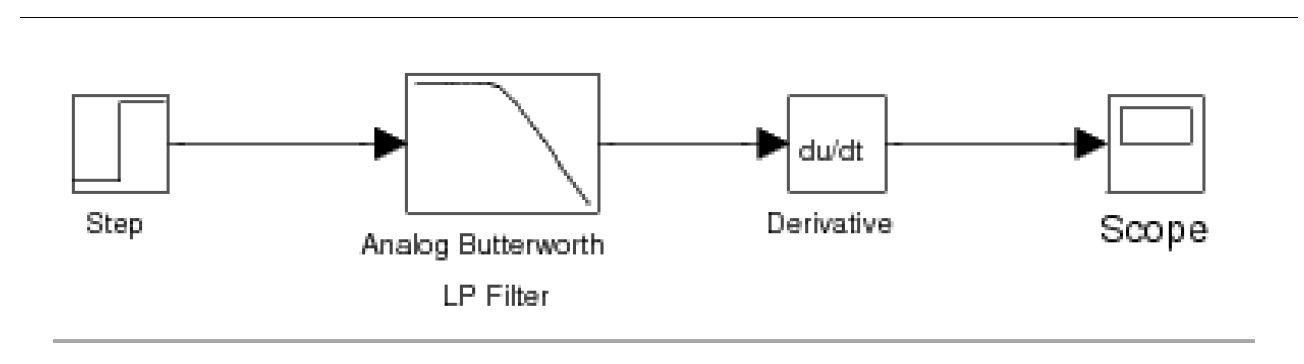 du/dt
Step
Derivative
Scope
Analog Butterworth
LP Filter